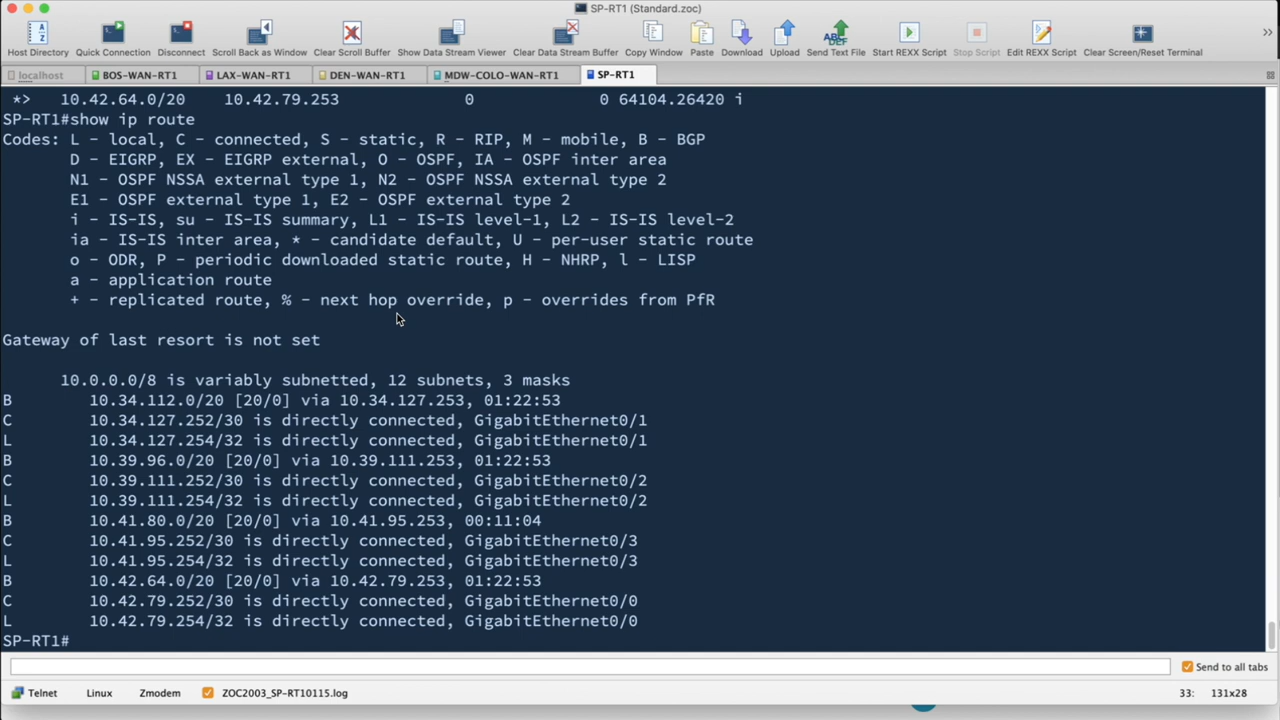 SP-RT1 (Standard.zoc)
Host Directory Quick Connection Disconnect Scroll Back as Window Clear Scroll Buffer Show Data Stream Viewer Clear Data Stream Buffer Copy Window Paste Download Upload Send Text File Start REXX Script Stop Script Edit REXX Script Clear Screen/Reset Terminal
localhost BOS-WAN-RT1 LAX-WAN-RT1 DEN-WAN-RT1 MDW-COLO-WAN-RT1 SP-RT1
*> 10.42.64.0/20 10.42.79.253 0 0 64104.26420 i
SP-RT1#show ip route
Codes: L - local, C - connected, S - static, R - RIP, M - mobile, B - BGP
D - EIGRP, EX - EIGRP external, O - OSPF, IA - OSPF inter area
N1 - OSPF NSSA external type 1, N2 - OSPF NSSA external type 2
E1 - OSPF external type 1, E2 - OSPF external type 2
i - IS-IS, su - IS-IS summary, L1 - IS-IS level-1, L2 - IS-IS level-2
ia - IS-IS inter area, * - candidate default, U - per-user static route
o - ODR, P - periodic downloaded static route, H - NHRP, l - LISP
a - application route
+ - replicated route, % - next hop override, p - overrides from PfR
Gateway of last resort is not set
10.0.0.0/8 is variably subnetted, 12 subnets, 3 masks
B 10.34.112.0/20 [20/0] via 10.34.127.253, 01:22:53
C 10.34.127.252/30 is directly connected, GigabitEthernet0/1
L 10.34.127.254/32 is directly connected, GigabitEthernet0/1
B 10.39.96.0/20 [20/0] via 10.39.111.253, 01:22:53
C 10.39.111.252/30 is directly connected, GigabitEthernet0/2
L 10.39.111.254/32 is directly connected, GigabitEthernet0/2
B 10.41.80.0/20 [20/0] via 10.41.95.253, 00:11:04
C 10.41.95.252/30 is directly connected, GigabitEthernet0/3
L 10.41.95.254/32 is directly connected, GigabitEthernet0/3
B 10.42.64.0/20 [20/0] via 10.42.79.253, 01:22:53
C 10.42.79.252/30 is directly connected, GigabitEthernet0/0
L 10.42.79.254/32 is directly connected, GigabitEthernet0/0
SP-RT1#
Send to all tabs
Telnet Linux Zmodem ZOC2003_SP-RT10115.log 33: 131x28